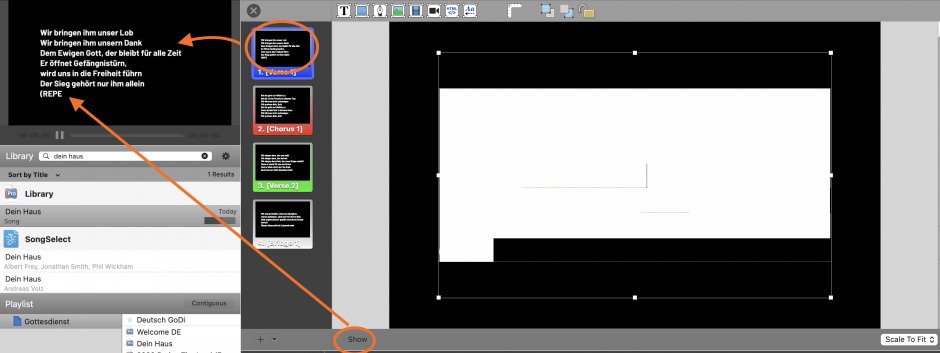 Wir bringen ihm unser Lob
Wir bringen ihm unsern Dank
Dem Ewigen Gott, der bleibt für alle Zeit
Er öffnet Gefängnistürn,
wird uns in die Freiheit führn
Der Sieg gehört nur ihm allein
(REPE
Library
dein haus
Sort by Title
1 Results
Library
Dein Haus
Today
Song
SongSelect
Dein Haus
Albert Frey, Jonathan Smith, Phil Wickham
Dein Haus
Andreas Volz
Playlist
Contiguous
Gottesdienst
Deutsch GoDi
Welcome DE
Dein Haus
1. [Verse 1]
2. [Chorus 1]
3. [Verse 2]
4. [Bridge 1]
T
HTML
Aa
Show
Scale To Fit